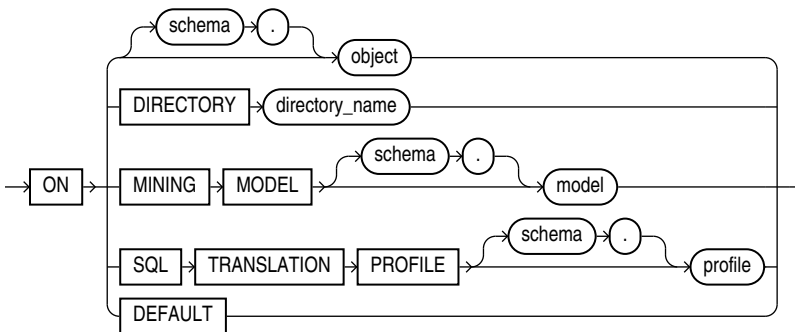 schema .
object
DIRECTORY directory_name
schema .
ON MINING MODEL model
schema .
SQL TRANSLATION PROFILE profile
DEFAULT